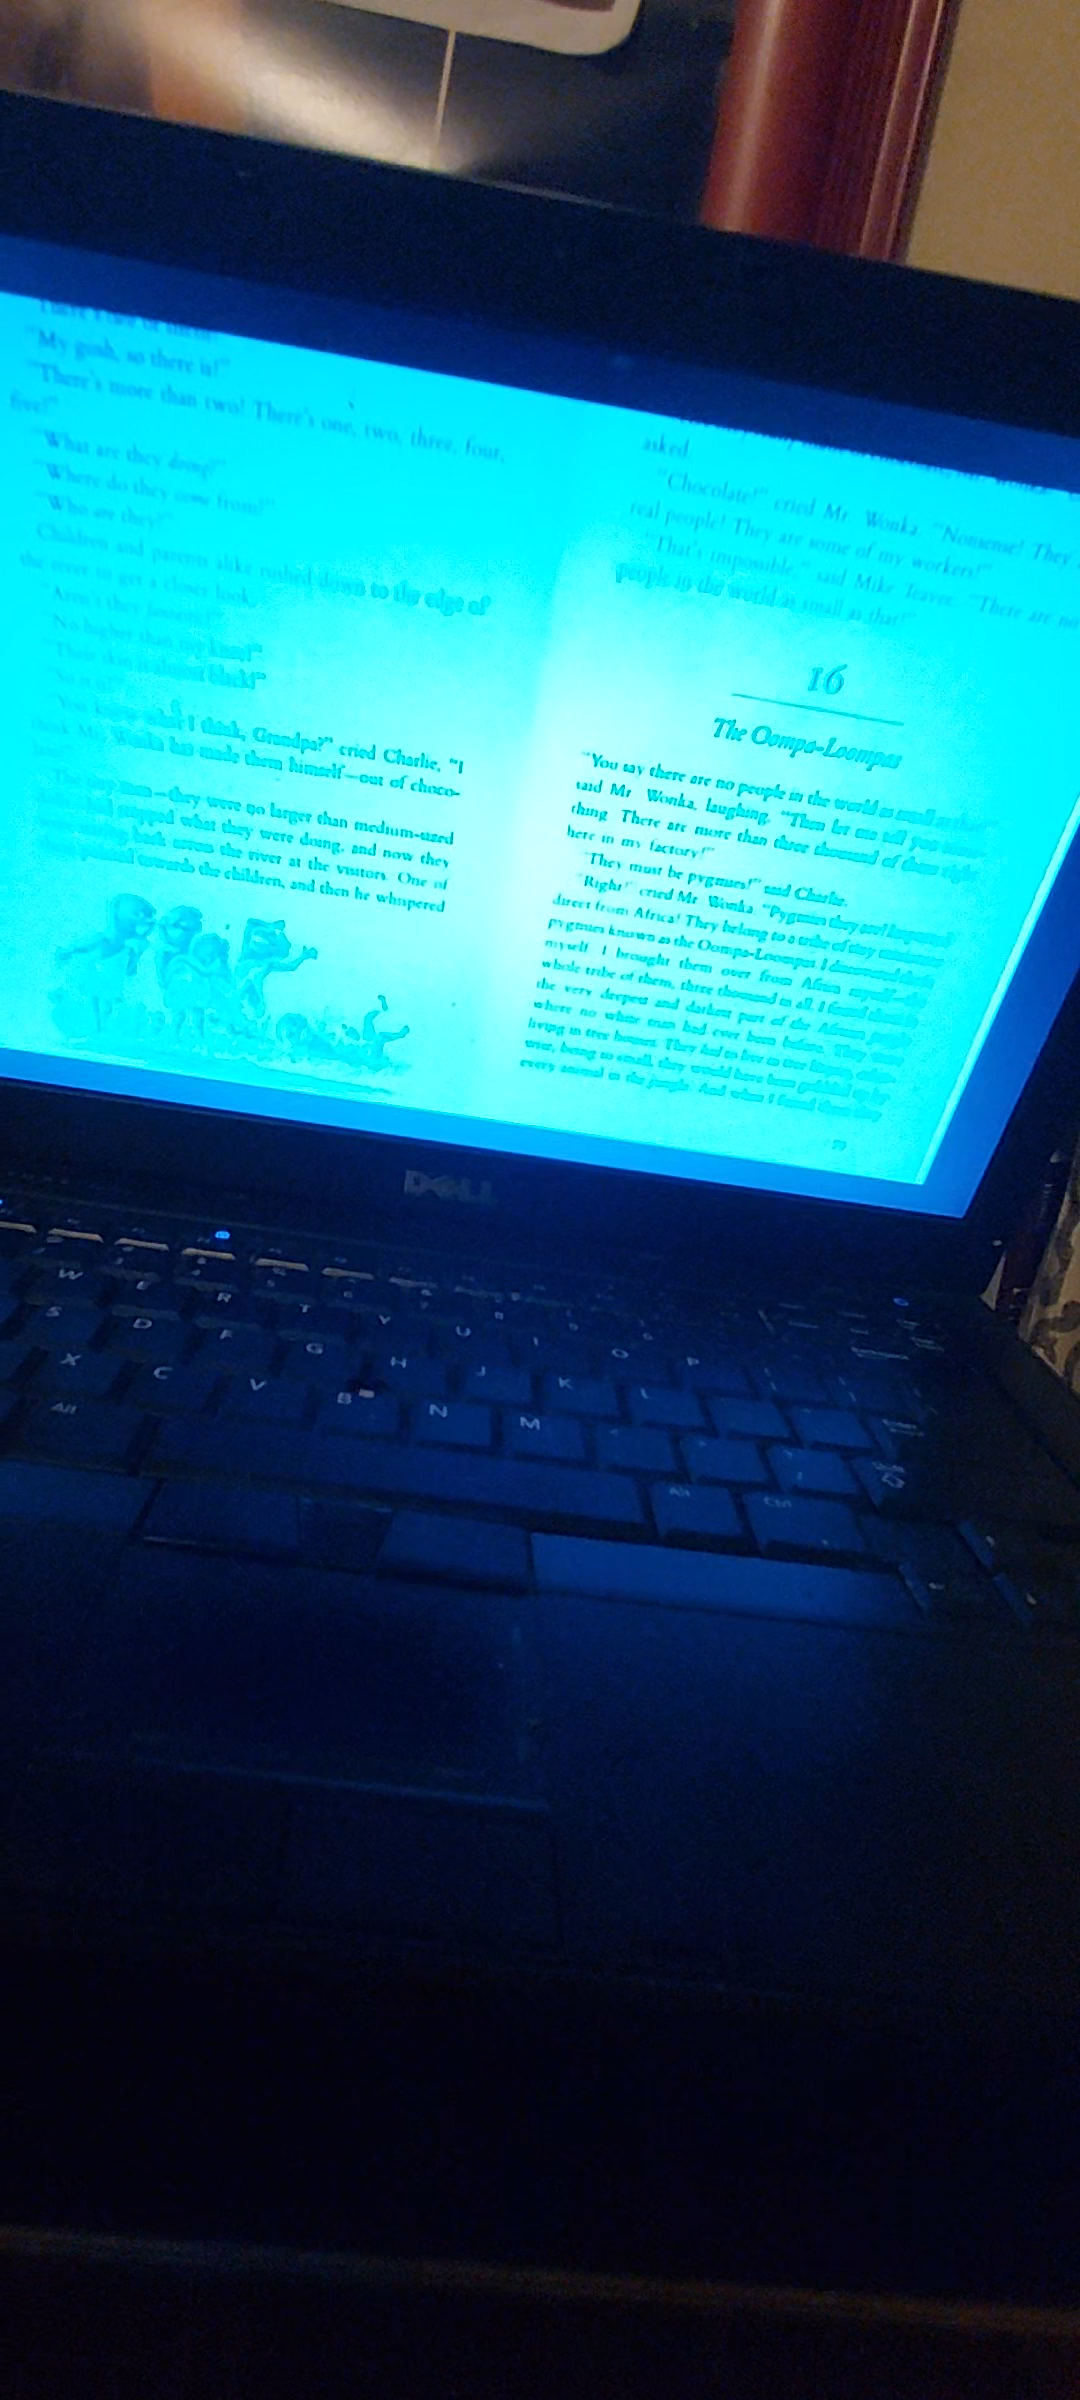 "My gosh, so there is!"
"There's more than two! There's one, two, three, four,
five!"
"What are they doing?"
"Where do they come from?"
"Who are they?"
Children and parents alike rushed down to the edge of
the river to get a closer look.
"Aren't they
"No higher than my knee!"
"Their skin is almost black!"
"So it is!"
"You know what I think, Grandpa?" cried Charlie, "I
think Mr. Wonka has made them himself—out of choco-
The tiny men—they were no larger than medium-sized
had stopped what they were doing, and now they
back across the river at the visitors. One of
pointed towards the children, and then he whispered
asked.
"Chocolate!" cried Mr. Wonka. "Nonsense! They
real people! They are some of my workers!"
"That's impossible," said Mike Teavee. "There are no
people in the world as small as that!"
16
The Oompa-Loompas
"You say there are no people in the world as small
said Mr. Wonka, laughing. "Then let me tell you
thing. There are more than three thousand of them right
here in my factory!"
"They must be pygmies!" said Charlie.
"Right!" cried Mr. Wonka. "Pygmies they are! Imported
direct from Africa! They belong to a tribe of tiny miniature
pygmies known as the Oompa-Loompas. I discovered them
myself. I brought them over from Africa myself—the
whole tribe of them, three thousand in all. I found them in
the very deepest and darkest part of the African jungle
where no white man had ever been before. They were
living in tree houses. They had to live in tree houses,
wise, being so small, they would have been gobbled up by
every animal in the jungle. And when I found them they
DELL
W E R T Y U I O P
S D F G H J K L
X C V B N M
Alt
Alt
Ctrl